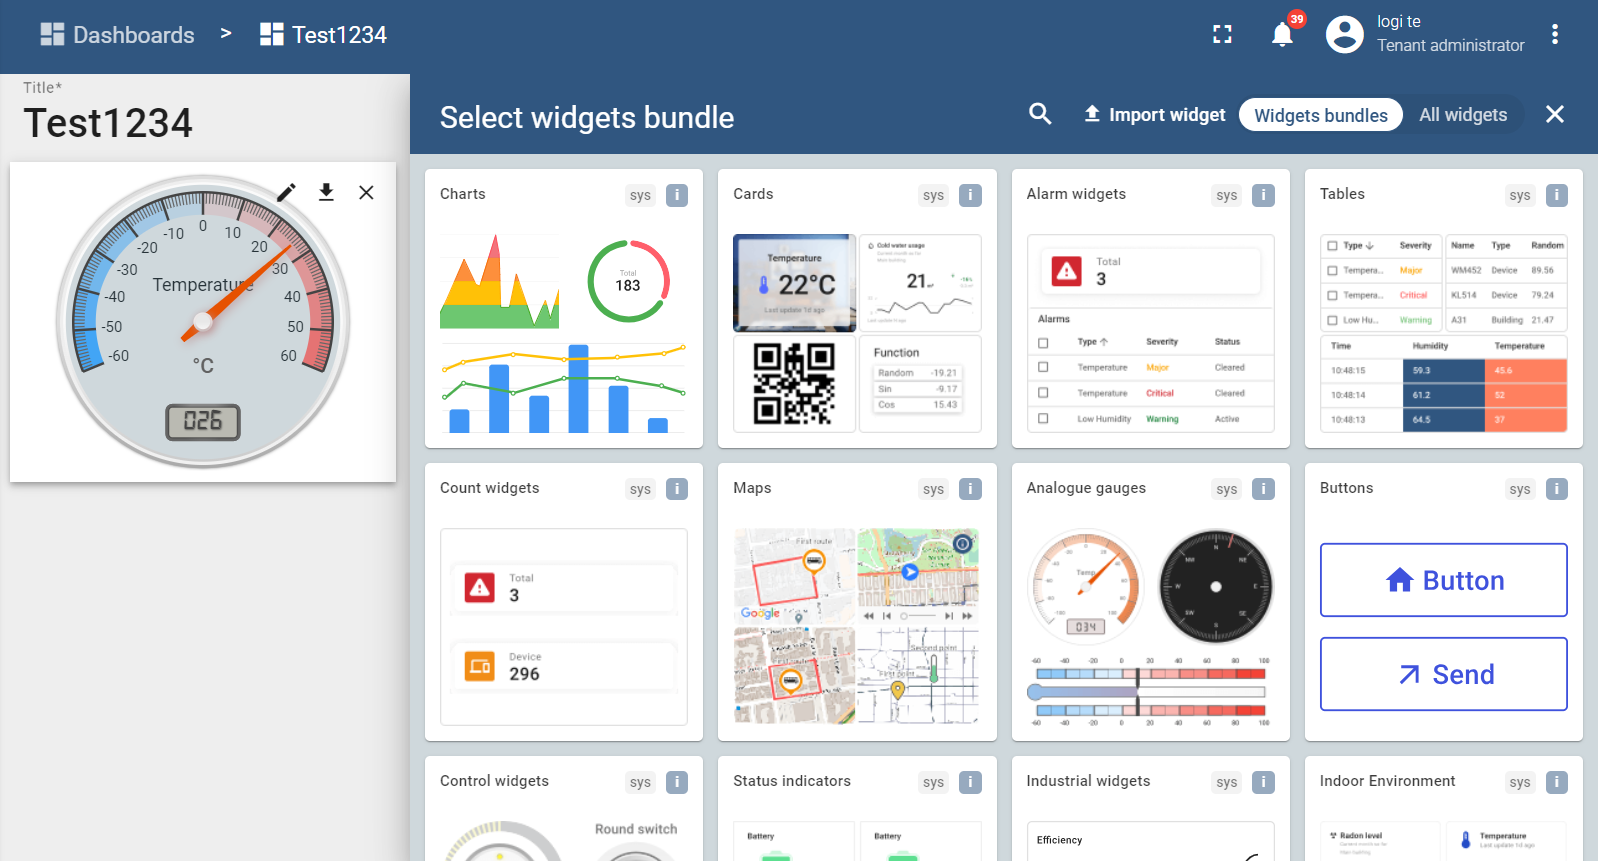 Dashboards > Test1234
39
logi te
Tenant administrator
Title*
Test1234
Select widgets bundle
Import widget
Widgets bundles
All widgets
-60 -50 -40 -30 -20 -10 0 10 20 30 40 50 60
Temperature
°C
026
Charts sys i
Total
183
Cards sys i
Temperature
22°C
Last update 1d ago
Cold water usage
21
Function
Random -19.21
Sin -9.17
Cos 15.43
Alarm widgets sys i
Total
3
Alarms
Type Severity Status
Temperature Major Cleared
Temperature Critical Cleared
Low Humidity Warning Active
Tables sys i
Type Severity Name Type Random
Tempera... Major WM452 Device 89.56
Tempera... Critical KL514 Device 79.24
Low Hu... Warning A31 Building 21.47
Time Humidity Temperature
10:48:15 59.3 45.6
10:48:14 61.2 52
10:48:13 64.5 37
Count widgets sys i
Total
3
Device
296
Maps sys i
First route
Google
First route
Second point
First point
Analogue gauges sys i
Temp
034
N NE E SE S SW W NW
-60 -40 -20 0 20 40 60 80 100
-60 -40 -20 0 20 40 60 80 100
Buttons sys i
Button
Send
Control widgets sys i
Round switch
Status indicators sys i
Battery
Battery
Industrial widgets sys i
Efficiency
Indoor Environment sys i
Radon level
Temperature
Last update 1d ago